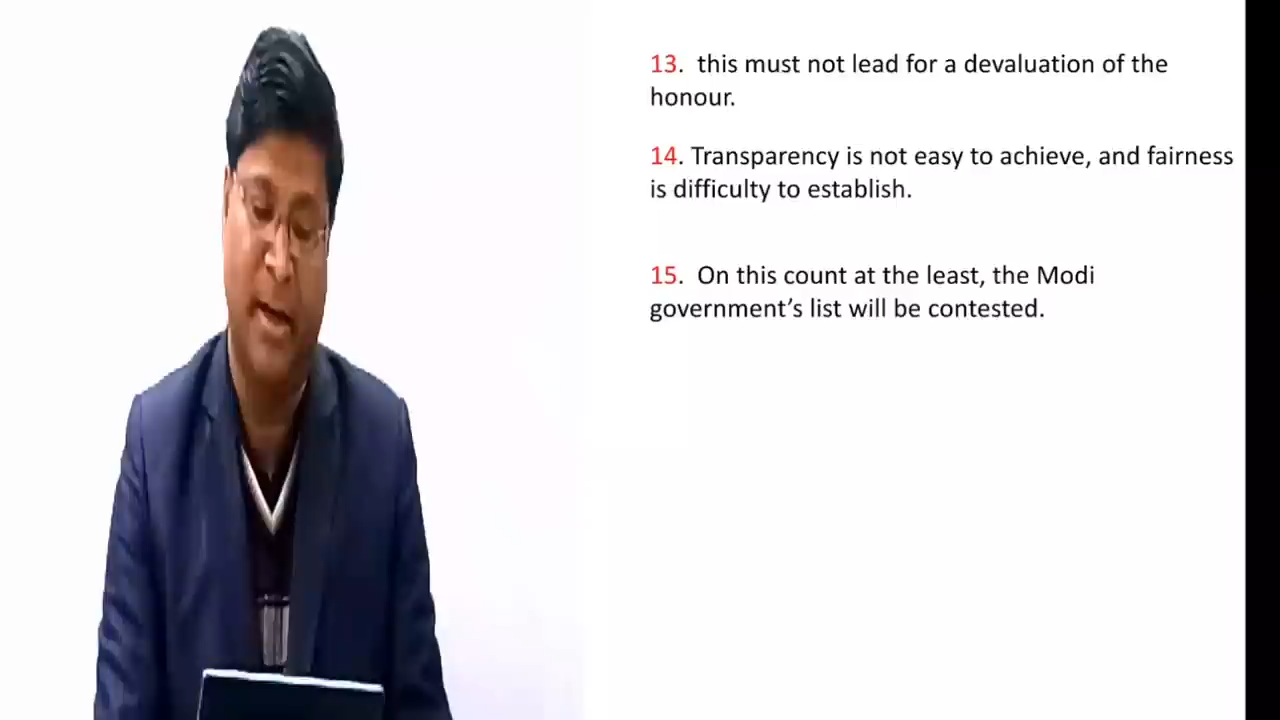 13. this must not lead for a devaluation of the
honour.
14. Transparency is not easy to achieve, and fairness
is difficulty to establish.
15. On this count at the least, the Modi
government’s list will be contested.